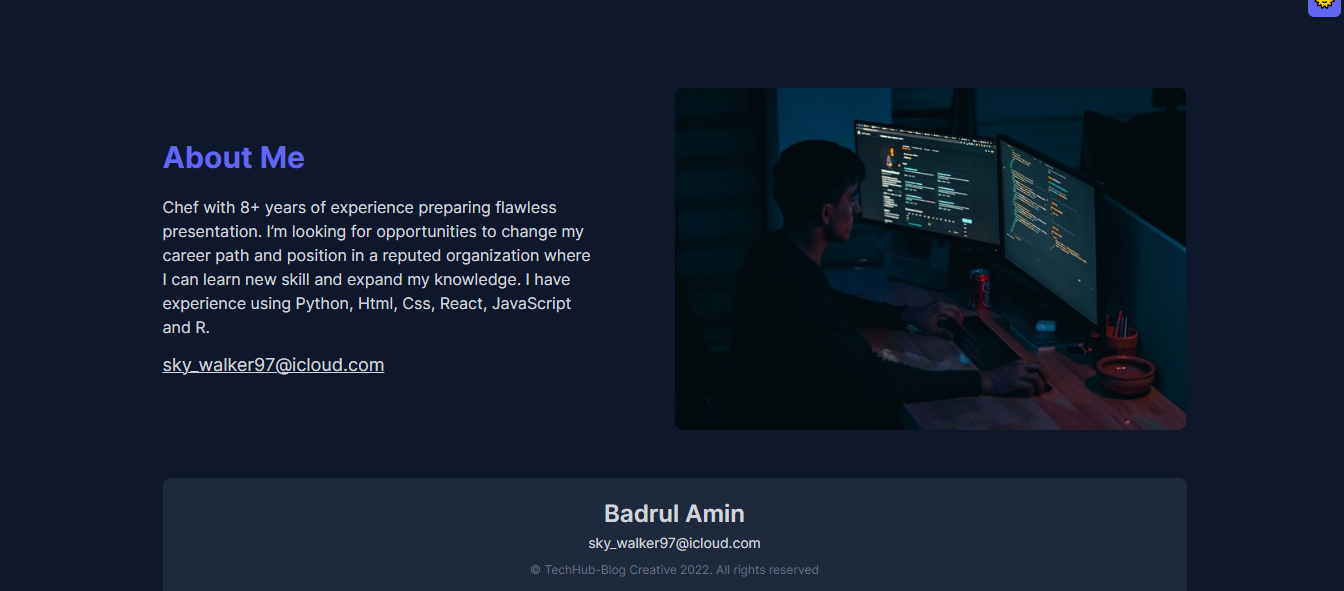 About Me
Chef with 8+ years of experience preparing flawless
presentation. I'm looking for opportunities to change my
career path and position in a reputed organization where
I can learn new skill and expand my knowledge. I have
experience using Python, Html, Css, React, JavaScript
and R.
sky_walker97@icloud.com
Badrul Amin
sky_walker97@icloud.com
© TechHub-Blog Creative 2022. All rights reserved